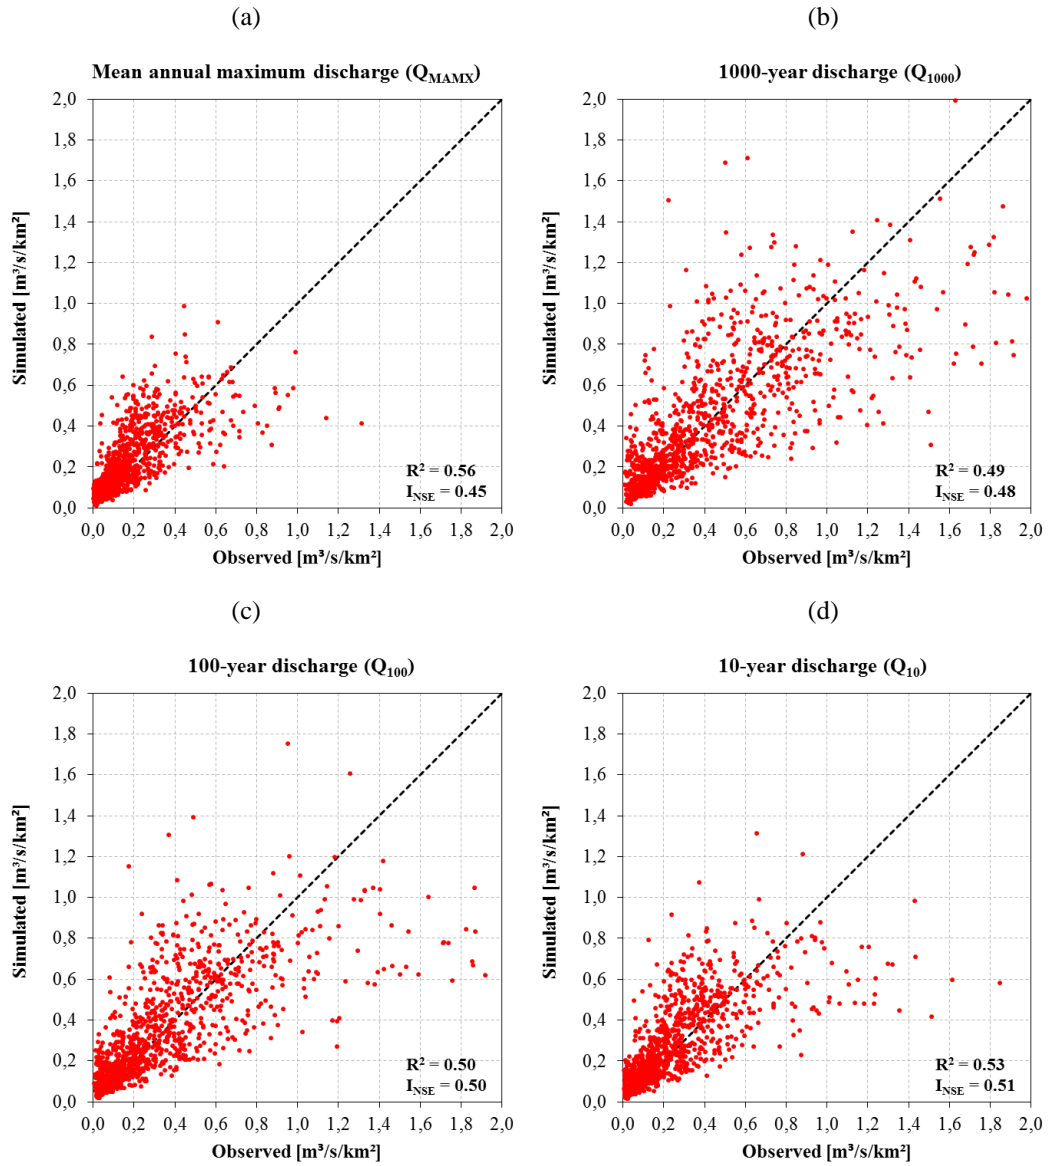 (a)
Mean annual maximum discharge (Q_MAMX)
2,0
1,8
1,6
1,4
1,2
1,0
0,8
0,6
0,4
0,2
0,0
Simulated [m³/s/km²]
R² = 0.56
I_NSE = 0.45
0,0 0,2 0,4 0,6 0,8 1,0 1,2 1,4 1,6 1,8 2,0
Observed [m³/s/km²]
(b)
1000-year discharge (Q_1000)
2,0
1,8
1,6
1,4
1,2
1,0
0,8
0,6
0,4
0,2
0,0
Simulated [m³/s/km²]
R² = 0.49
I_NSE = 0.48
0,0 0,2 0,4 0,6 0,8 1,0 1,2 1,4 1,6 1,8 2,0
Observed [m³/s/km²]
(c)
100-year discharge (Q_100)
2,0
1,8
1,6
1,4
1,2
1,0
0,8
0,6
0,4
0,2
0,0
Simulated [m³/s/km²]
R² = 0.50
I_NSE = 0.50
0,0 0,2 0,4 0,6 0,8 1,0 1,2 1,4 1,6 1,8 2,0
Observed [m³/s/km²]
(d)
10-year discharge (Q_10)
2,0
1,8
1,6
1,4
1,2
1,0
0,8
0,6
0,4
0,2
0,0
Simulated [m³/s/km²]
R² = 0.53
I_NSE = 0.51
0,0 0,2 0,4 0,6 0,8 1,0 1,2 1,4 1,6 1,8 2,0
Observed [m³/s/km²]